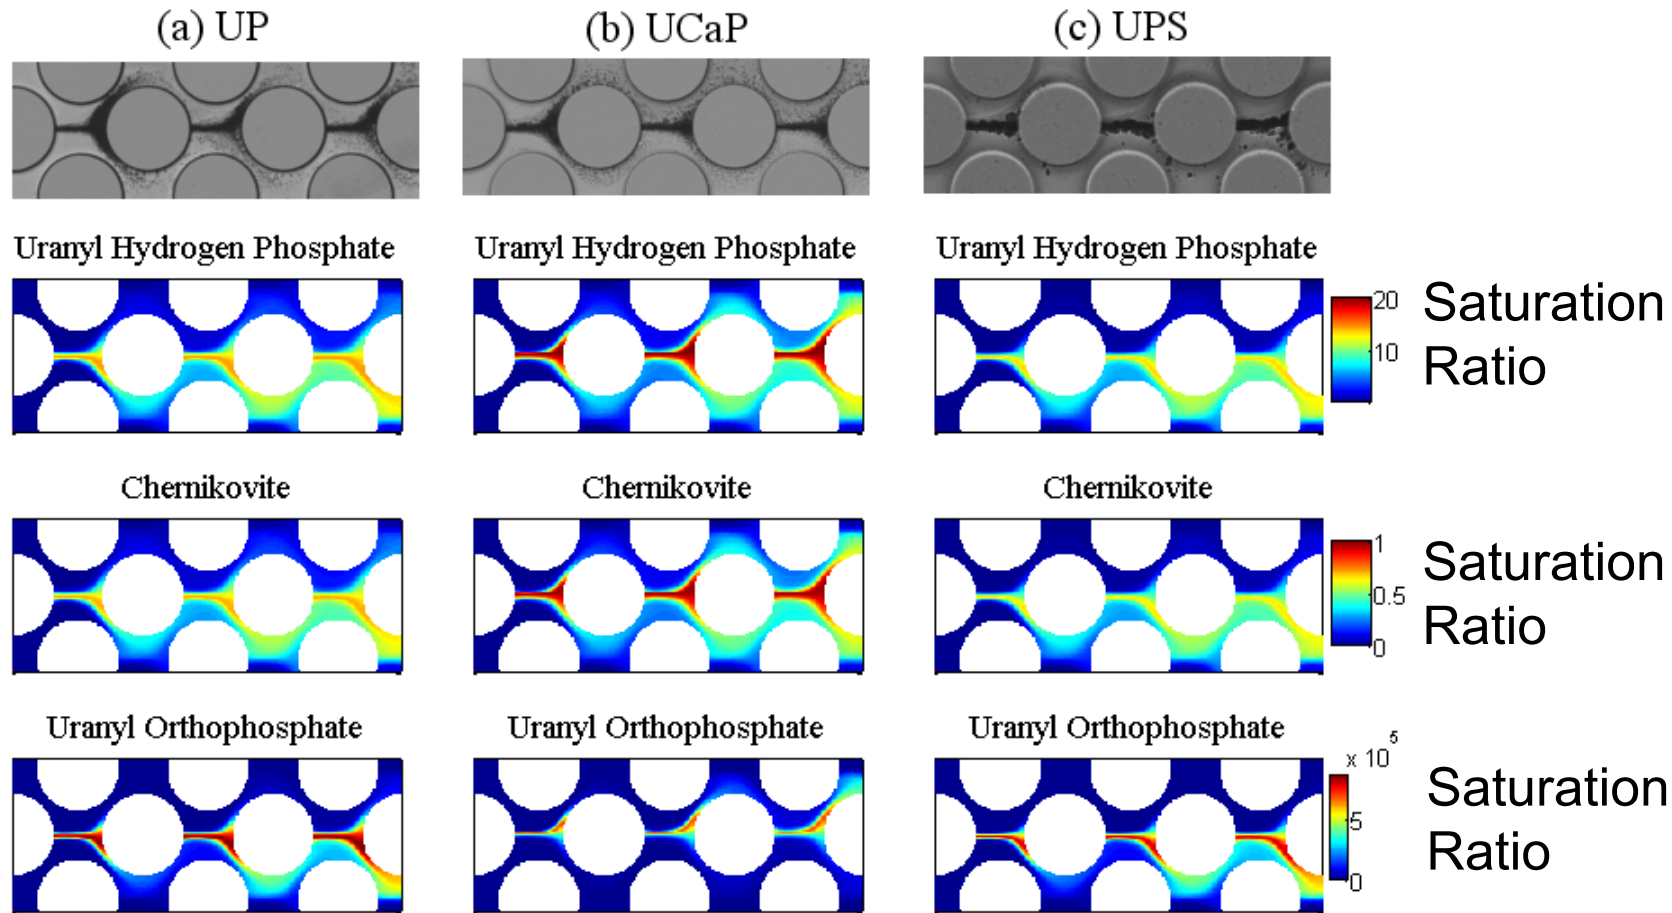 (a) UP (b) UCaP (c) UPS
Uranyl Hydrogen Phosphate Uranyl Hydrogen Phosphate Uranyl Hydrogen Phosphate
20
10
Saturation
Ratio
Chernikovite Chernikovite Chernikovite
1
0.5
0
Saturation
Ratio
Uranyl Orthophosphate Uranyl Orthophosphate Uranyl Orthophosphate
x 10 5
5
0
Saturation
Ratio